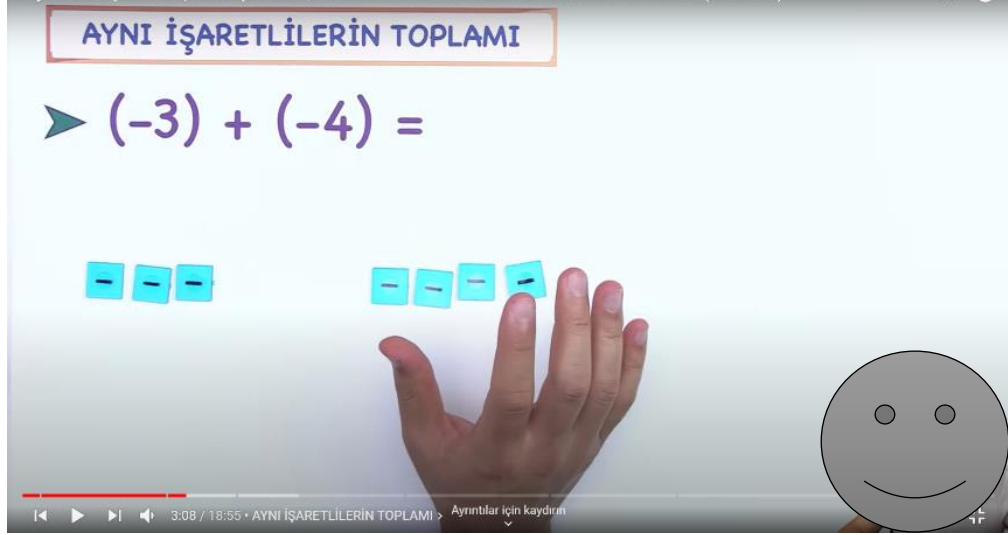 AYNI İŞARETLİLERİN TOPLAMI
(-3) + (-4) =
- - - - - - -
3:08 / 18:55 • AYNI İŞARETLİLERİN TOPLAMI >
Ayrıntılar için kaydırın